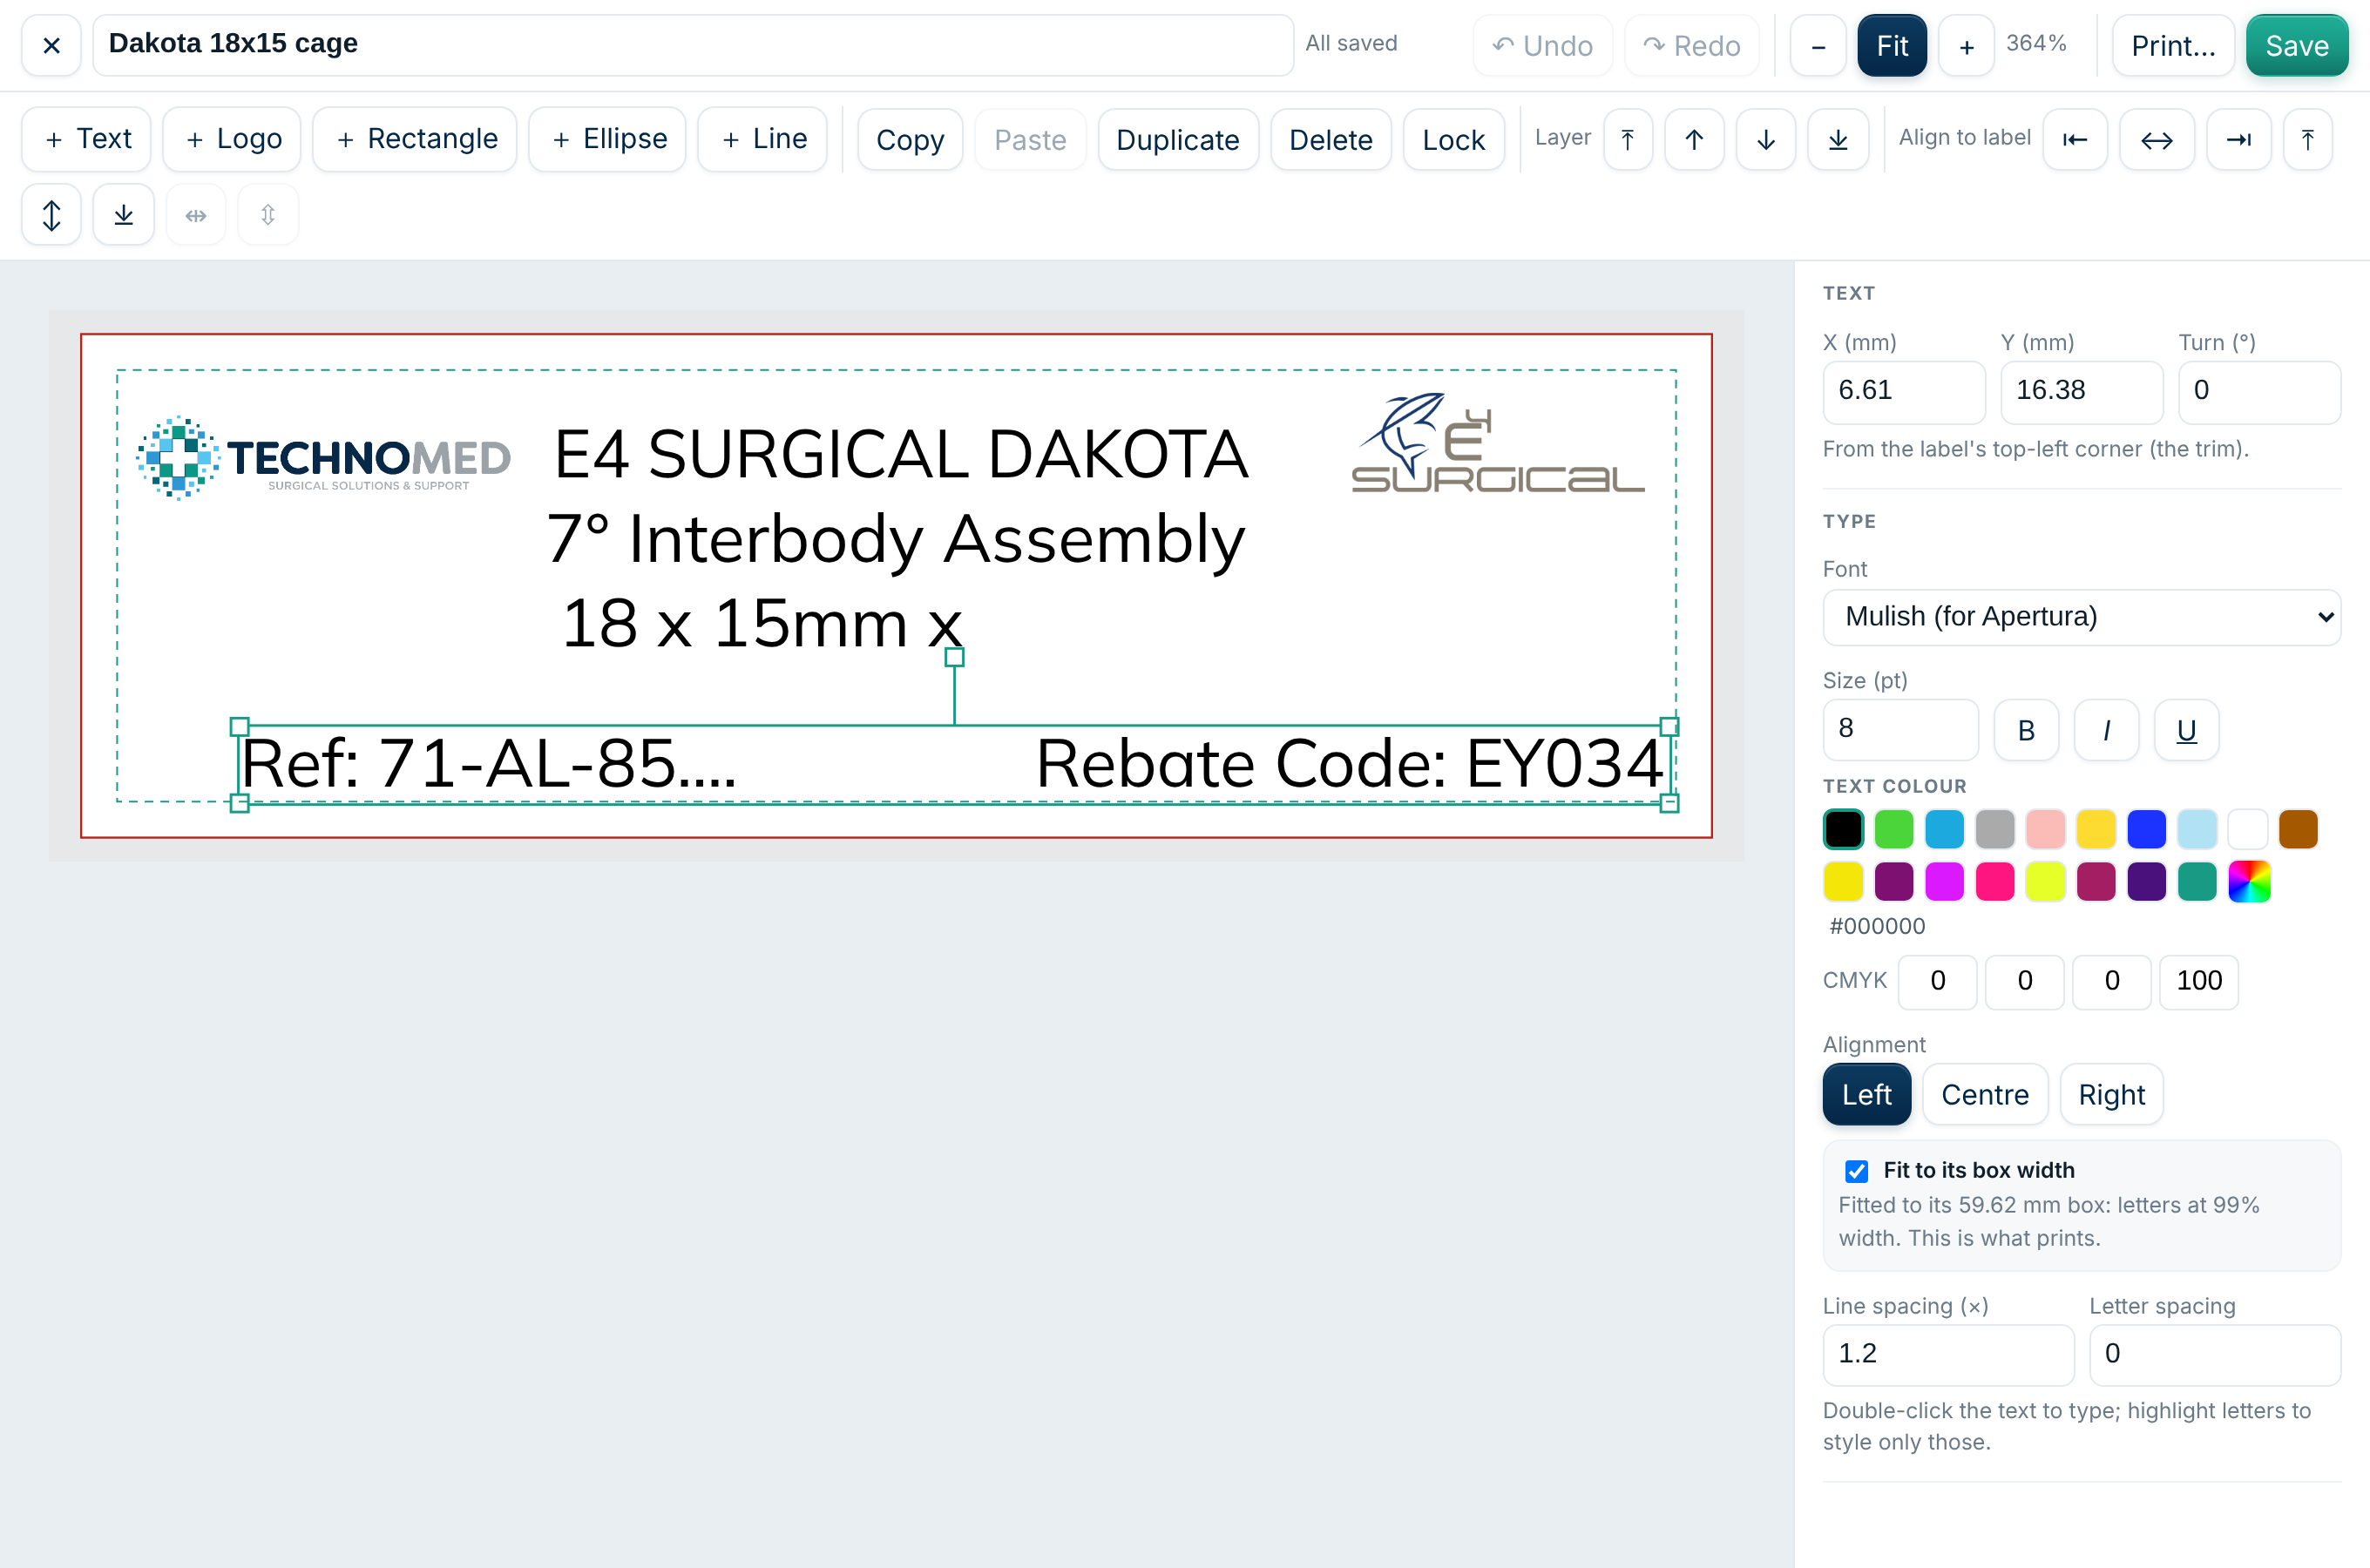 ✕ Dakota 18x15 cage All saved ↶ Undo ↷ Redo − Fit + 364% Print... Save
+ Text + Logo + Rectangle + Ellipse + Line Copy Paste Duplicate Delete Lock Layer Align to label
TEXT
X (mm) Y (mm) Turn (°)
6.61 16.38 0
From the label's top-left corner (the trim).
TYPE
Font
Mulish (for Apertura)
Size (pt)
8 B I U
TEXT COLOUR
#000000
CMYK 0 0 0 100
Alignment
Left Centre Right
Fit to its box width
Fitted to its 59.62 mm box: letters at 99%
width. This is what prints.
Line spacing (×) Letter spacing
1.2 0
Double-click the text to type; highlight letters to
style only those.
TECHNOMED
SURGICAL SOLUTIONS & SUPPORT
E4 SURGICAL DAKOTA
7° Interbody Assembly
18 x 15mm x
E4
SURGICAL
Ref: 71-AL-85.... Rebate Code: EY034